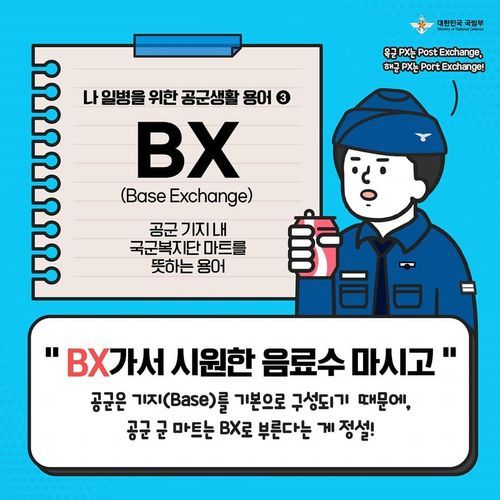 대한민국 국방부
Ministry of National Defense
육군 PX는 Post Exchange,
해군 PX는 Port Exchange!
나 일병을 위한 공군생활 용어 ❸
BX
(Base Exchange)
공군 기지 내
국군복지단 마트를
뜻하는 용어
" BX가서 시원한 음료수 마시고 "
공군은 기지(Base)를 기본으로 구성되기 때문에,
공군 군 마트는 BX로 부른다는 게 정설!